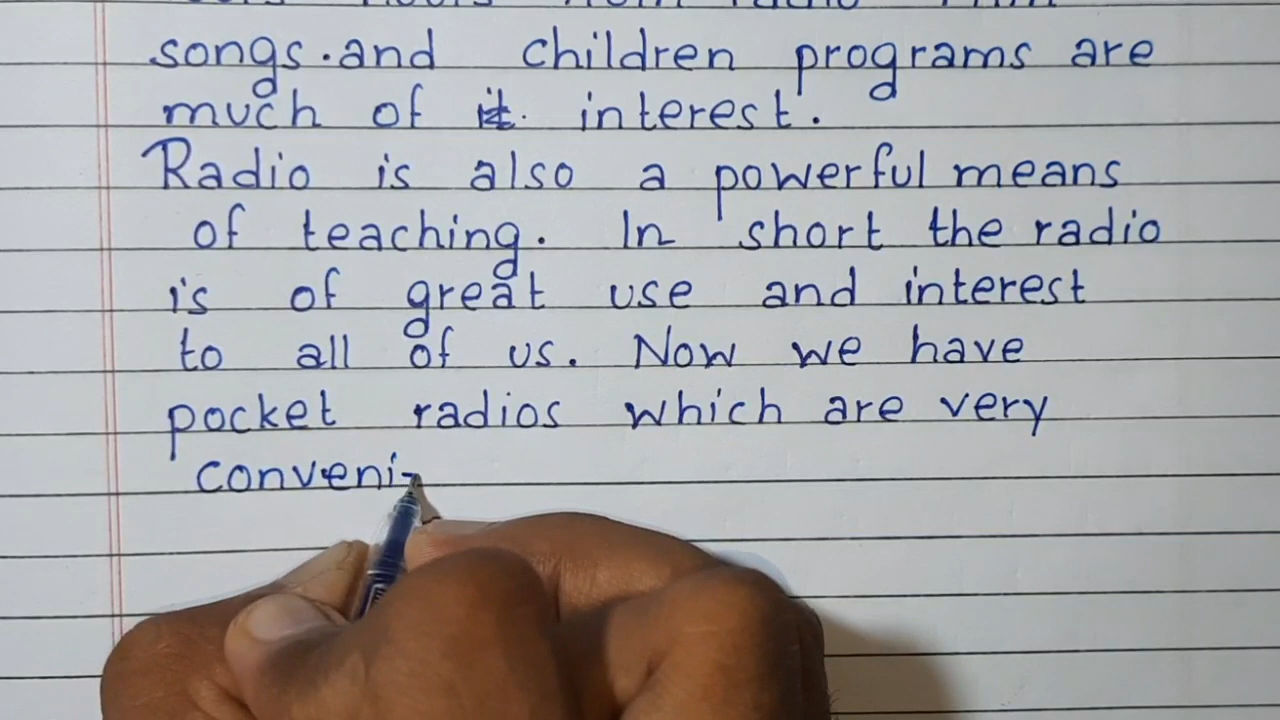 songs.and children programs are
much of it. interest.
Radio is also a powerful means
of teaching. In short the radio
is of great use and interest
to all of us. Now we have
pocket radios which are very
conveni